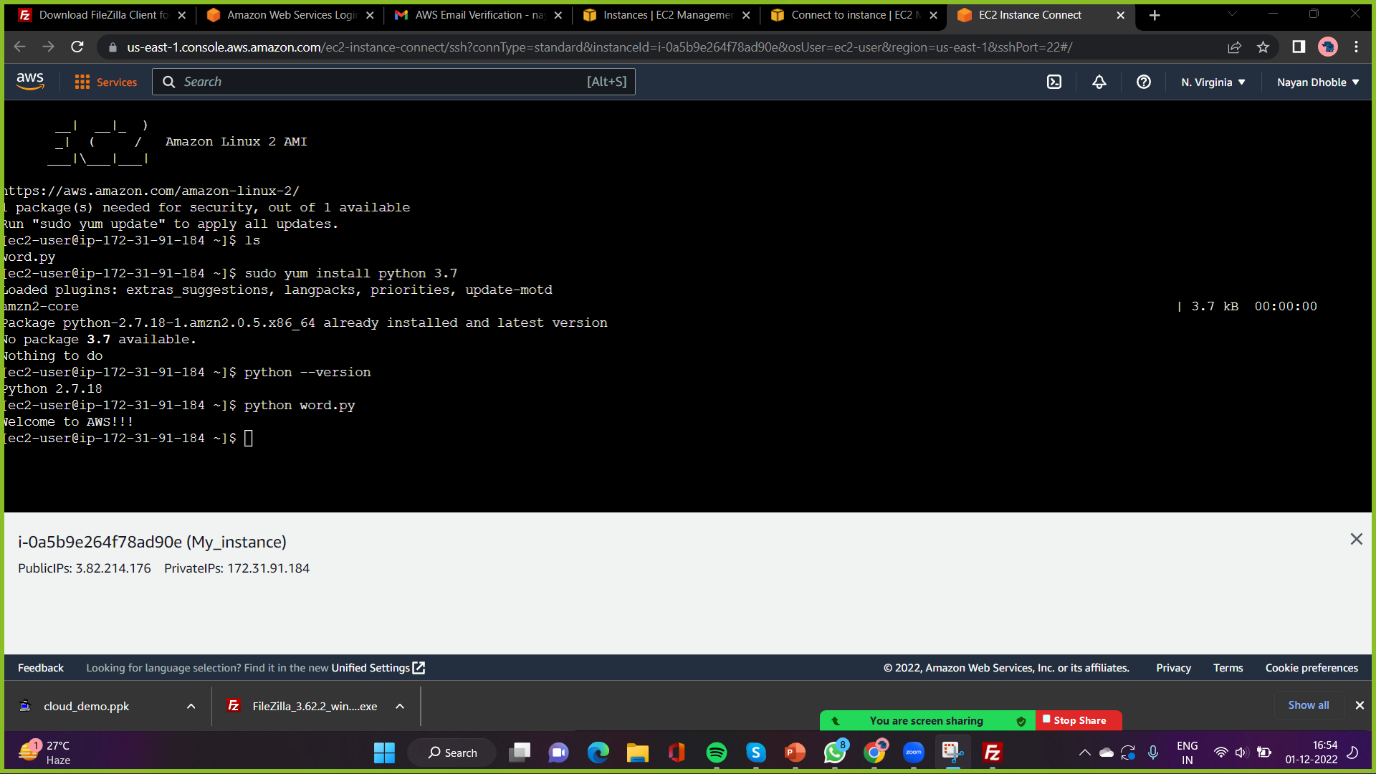 Download FileZilla Client fo
Amazon Web Services Logi
AWS Email Verification - na
Instances | EC2 Manageme
Connect to instance | EC2 M
EC2 Instance Connect
us-east-1.console.aws.amazon.com/ec2-instance-connect/ssh?connType=standard&instanceId=i-0a5b9e264f78ad90e&osUser=ec2-user&region=us-east-1&sshPort=22#/
aws
Services
Search
[Alt+S]
N. Virginia
Nayan Dhoble
__|  __|_  )
_|  (     /   Amazon Linux 2 AMI
___|\___|___|
https://aws.amazon.com/amazon-linux-2/
1 package(s) needed for security, out of 1 available
Run "sudo yum update" to apply all updates.
[ec2-user@ip-172-31-91-184 ~]$ ls
word.py
[ec2-user@ip-172-31-91-184 ~]$ sudo yum install python 3.7
Loaded plugins: extras_suggestions, langpacks, priorities, update-motd
amzn2-core | 3.7 kB 00:00:00
Package python-2.7.18-1.amzn2.0.5.x86_64 already installed and latest version
No package 3.7 available.
Nothing to do
[ec2-user@ip-172-31-91-184 ~]$ python --version
Python 2.7.18
[ec2-user@ip-172-31-91-184 ~]$ python word.py
Welcome to AWS!!!
[ec2-user@ip-172-31-91-184 ~]$
i-0a5b9e264f78ad90e (My_instance)
PublicIPs: 3.82.214.176 PrivateIPs: 172.31.91.184
Feedback
Looking for language selection? Find it in the new Unified Settings
© 2022, Amazon Web Services, Inc. or its affiliates.
Privacy
Terms
Cookie preferences
cloud_demo.ppk
FileZilla_3.62.2_win....exe
Show all
You are screen sharing
Stop Share
1
27°C
Haze
Search
8
zoom
ENG
IN
16:54
01-12-2022